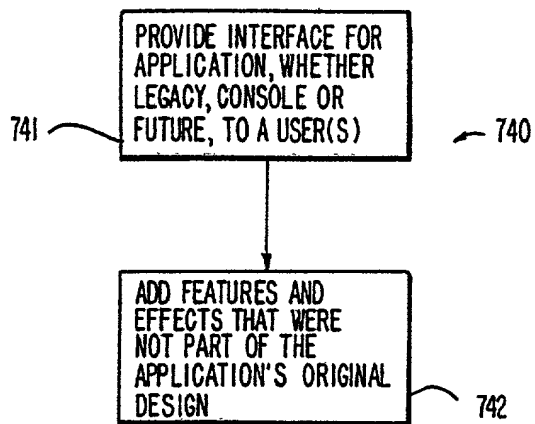 PROVIDE INTERFACE FOR
APPLICATION, WHETHER
LEGACY, CONSOLE OR
FUTURE, TO A USER(S)
741
740
ADD FEATURES AND
EFFECTS THAT WERE
NOT PART OF THE
APPLICATION'S ORIGINAL
DESIGN
742